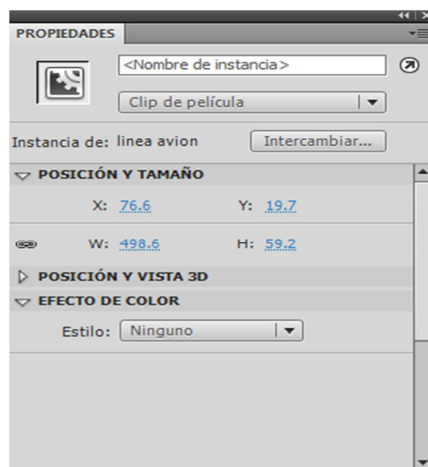 PROPIEDADES
<Nombre de instancia>
Clip de película
Instancia de: linea avion Intercambiar...
POSICIÓN Y TAMAÑO
X: 76.6 Y: 19.7
W: 498.6 H: 59.2
POSICIÓN Y VISTA 3D
EFECTO DE COLOR
Estilo: Ninguno